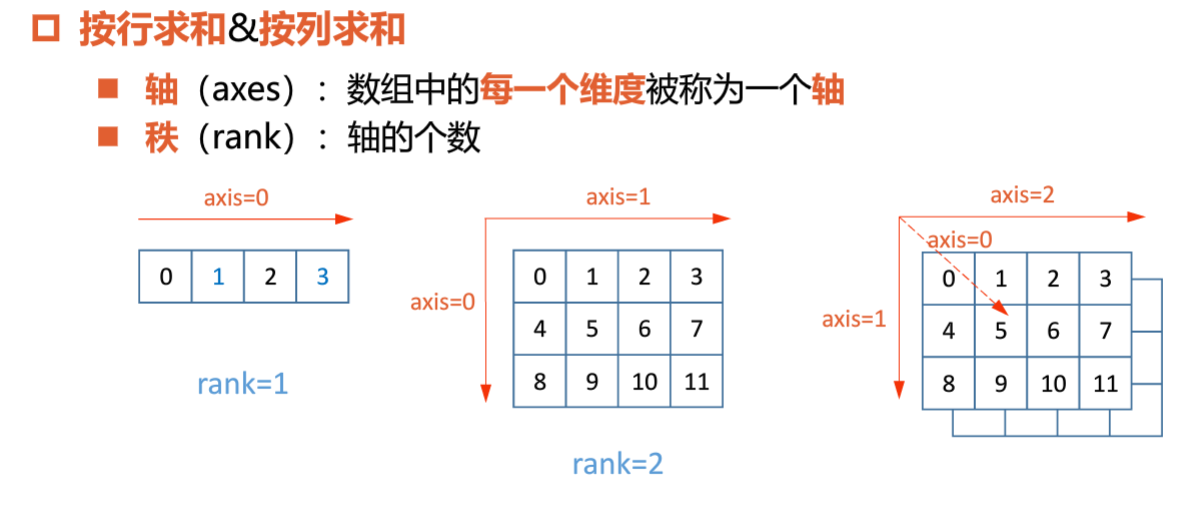 按行求和&按列求和
轴（axes）：数组中的每一个维度被称为一个轴
秩（rank）：轴的个数
axis=0
0 1 2 3
rank=1
axis=1
axis=0
0 1 2 3
4 5 6 7
8 9 10 11
rank=2
axis=2
axis=0
axis=1
0 1 2 3
4 5 6 7
8 9 10 11